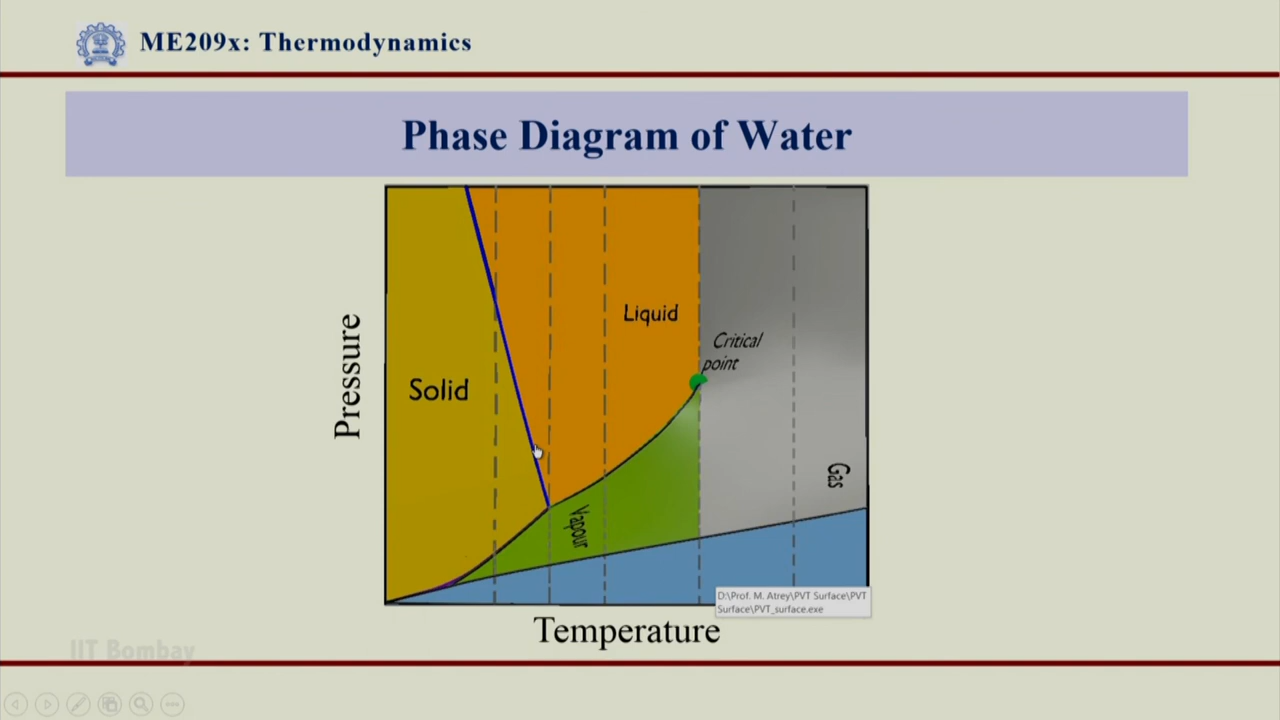 ME209x: Thermodynamics
Phase Diagram of Water
Pressure
Solid
Liquid
Critical
point
Vapour
Gas
D:\Prof. M. Atrey\PVT Surface\PVT
Surface\PVT_surface.exe
Temperature
IIT Bombay